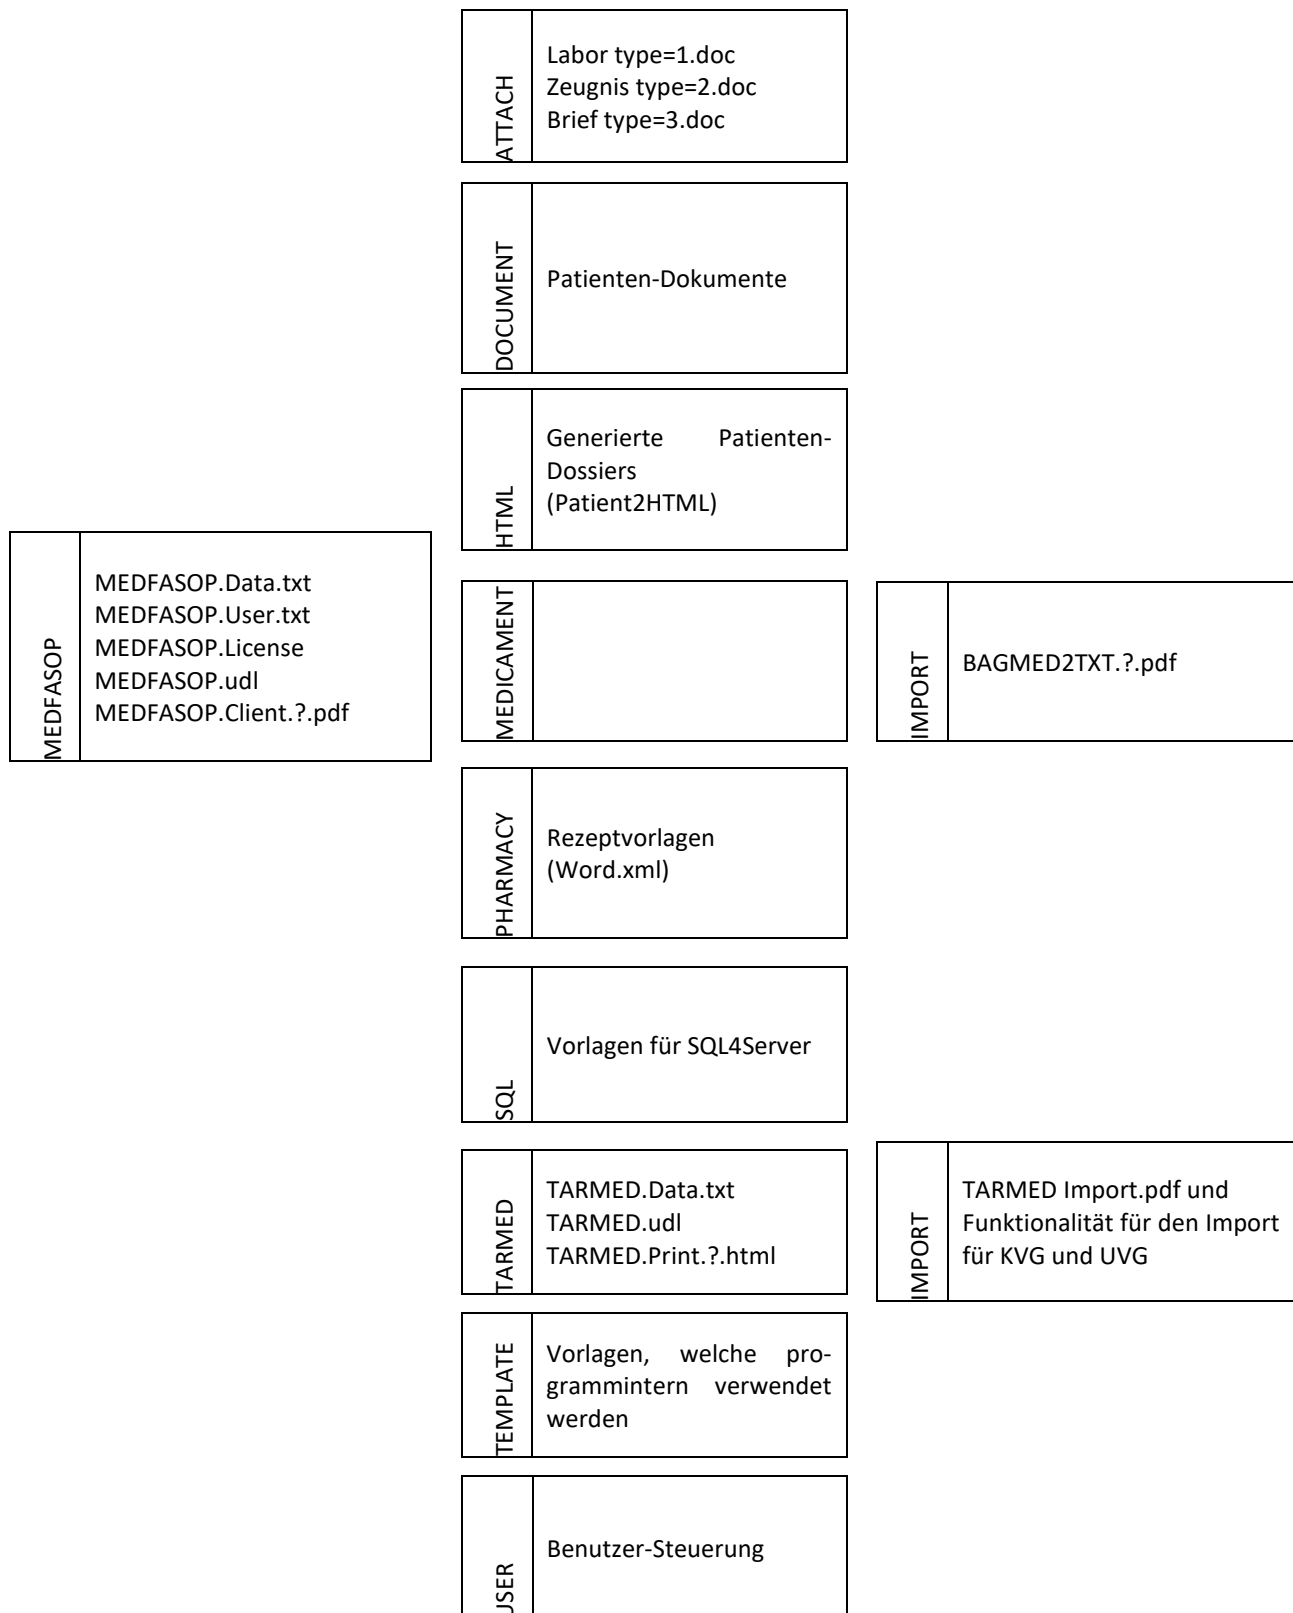 MEDFASOP
MEDFASOP.Data.txt
MEDFASOP.User.txt
MEDFASOP.License
MEDFASOP.udl
MEDFASOP.Client.?.pdf
ATTACH
Labor type=1.doc
Zeugnis type=2.doc
Brief type=3.doc
DOCUMENT
Patienten-Dokumente
HTML
Generierte Patienten-
Dossiers
(Patient2HTML)
MEDICAMENT
IMPORT
BAGMED2TXT.?.pdf
PHARMACY
Rezeptvorlagen
(Word.xml)
SQL
Vorlagen für SQL4Server
TARMED
TARMED.Data.txt
TARMED.udl
TARMED.Print.?.html
IMPORT
TARMED Import.pdf und
Funktionalität für den Import
für KVG und UVG
TEMPLATE
Vorlagen, welche pro-
grammintern verwendet
werden
USER
Benutzer-Steuerung